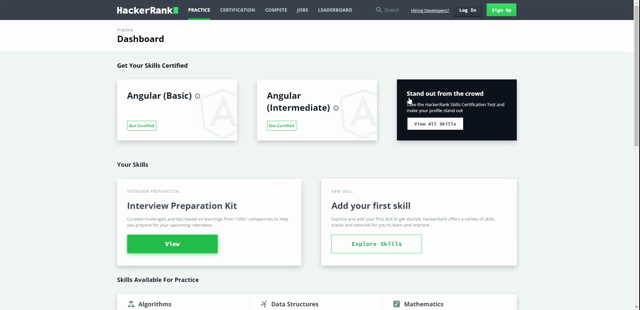 HackerRank
PRACTICE
CERTIFICATION
COMPETE
JOBS
LEADERBOARD
Search
Hiring Developers?
Log In
Sign Up
Practice
Dashboard
Get Your Skills Certified
Angular (Basic)
Get Certified
Angular
(Intermediate)
Get Certified
Stand out from the crowd
Take the HackerRank Skills Certification Test and
make your profile stand out
View All Skills
Your Skills
INTERVIEW PREPARATION
Interview Preparation Kit
Curated challenges and tips based on learnings from 1000+ companies to help
you prepare for your upcoming interviews.
View
NEW SKILL
Add your first skill
Explore and add your first skill to get started. HackerRank offers a variety of skills,
tracks and tutorials for you to learn and improve.
Explore Skills
Skills Available For Practice
Algorithms
Data Structures
Mathematics